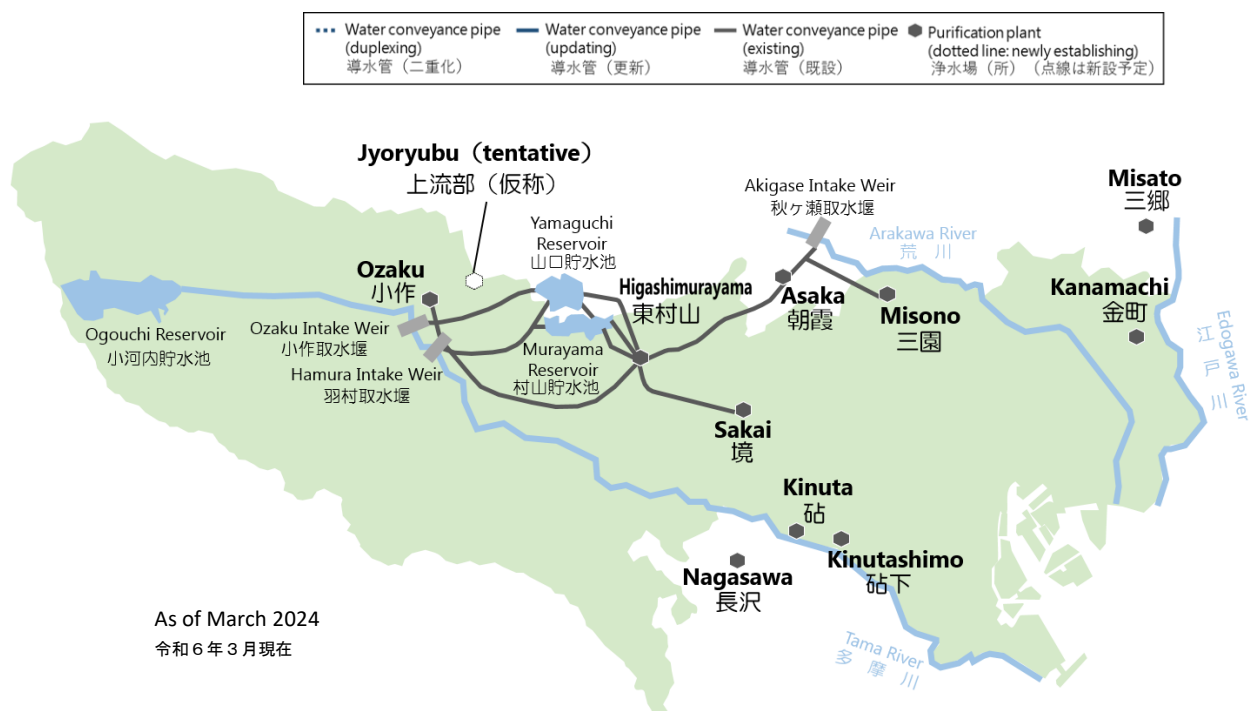 Water conveyance pipe
(duplexing)
導水管（二重化）
Water conveyance pipe
(updating)
導水管（更新）
Water conveyance pipe
(existing)
導水管（既設）
Purification plant
(dotted line: newly establishing)
浄水場（所）（点線は新設予定）
Jyoryubu（tentative）
上流部（仮称）
Akigase Intake Weir
秋ヶ瀬取水堰
Misato
三郷
Yamaguchi
Reservoir
山口貯水池
Arakawa River
荒 川
Ozaku
小作
Higashimurayama
東村山
Asaka
朝霞
Misono
三園
Kanamachi
金町
Edogawa River
江 戸 川
Ogouchi Reservoir
小河内貯水池
Ozaku Intake Weir
小作取水堰
Hamura Intake Weir
羽村取水堰
Murayama
Reservoir
村山貯水池
Sakai
境
Kinuta
砧
Kinutashimo
砧下
Nagasawa
長沢
Tama River
多 摩 川
As of March 2024
令和６年３月現在